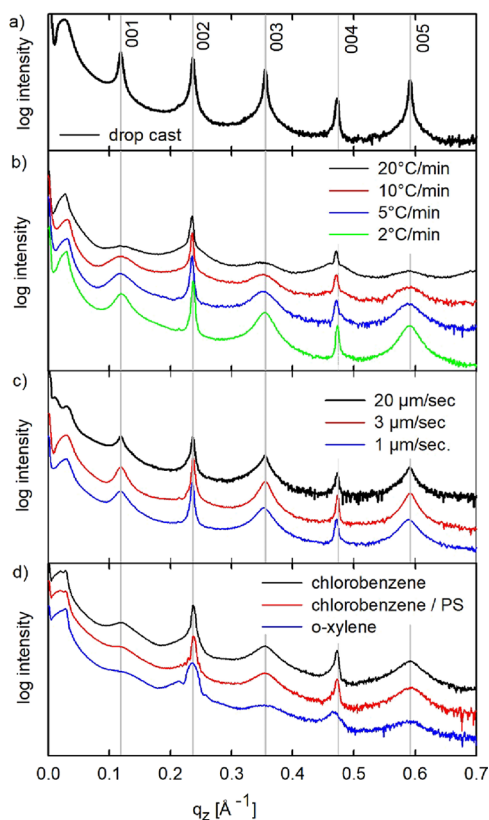 a)
001
002
003
004
005
log intensity
drop cast
b)
20°C/min
10°C/min
5°C/min
2°C/min
log intensity
c)
20 µm/sec
3 µm/sec
1 µm/sec.
log intensity
d)
chlorobenzene
chlorobenzene / PS
o-xylene
log intensity
0.0 0.1 0.2 0.3 0.4 0.5 0.6 0.7
qz [Å-1]